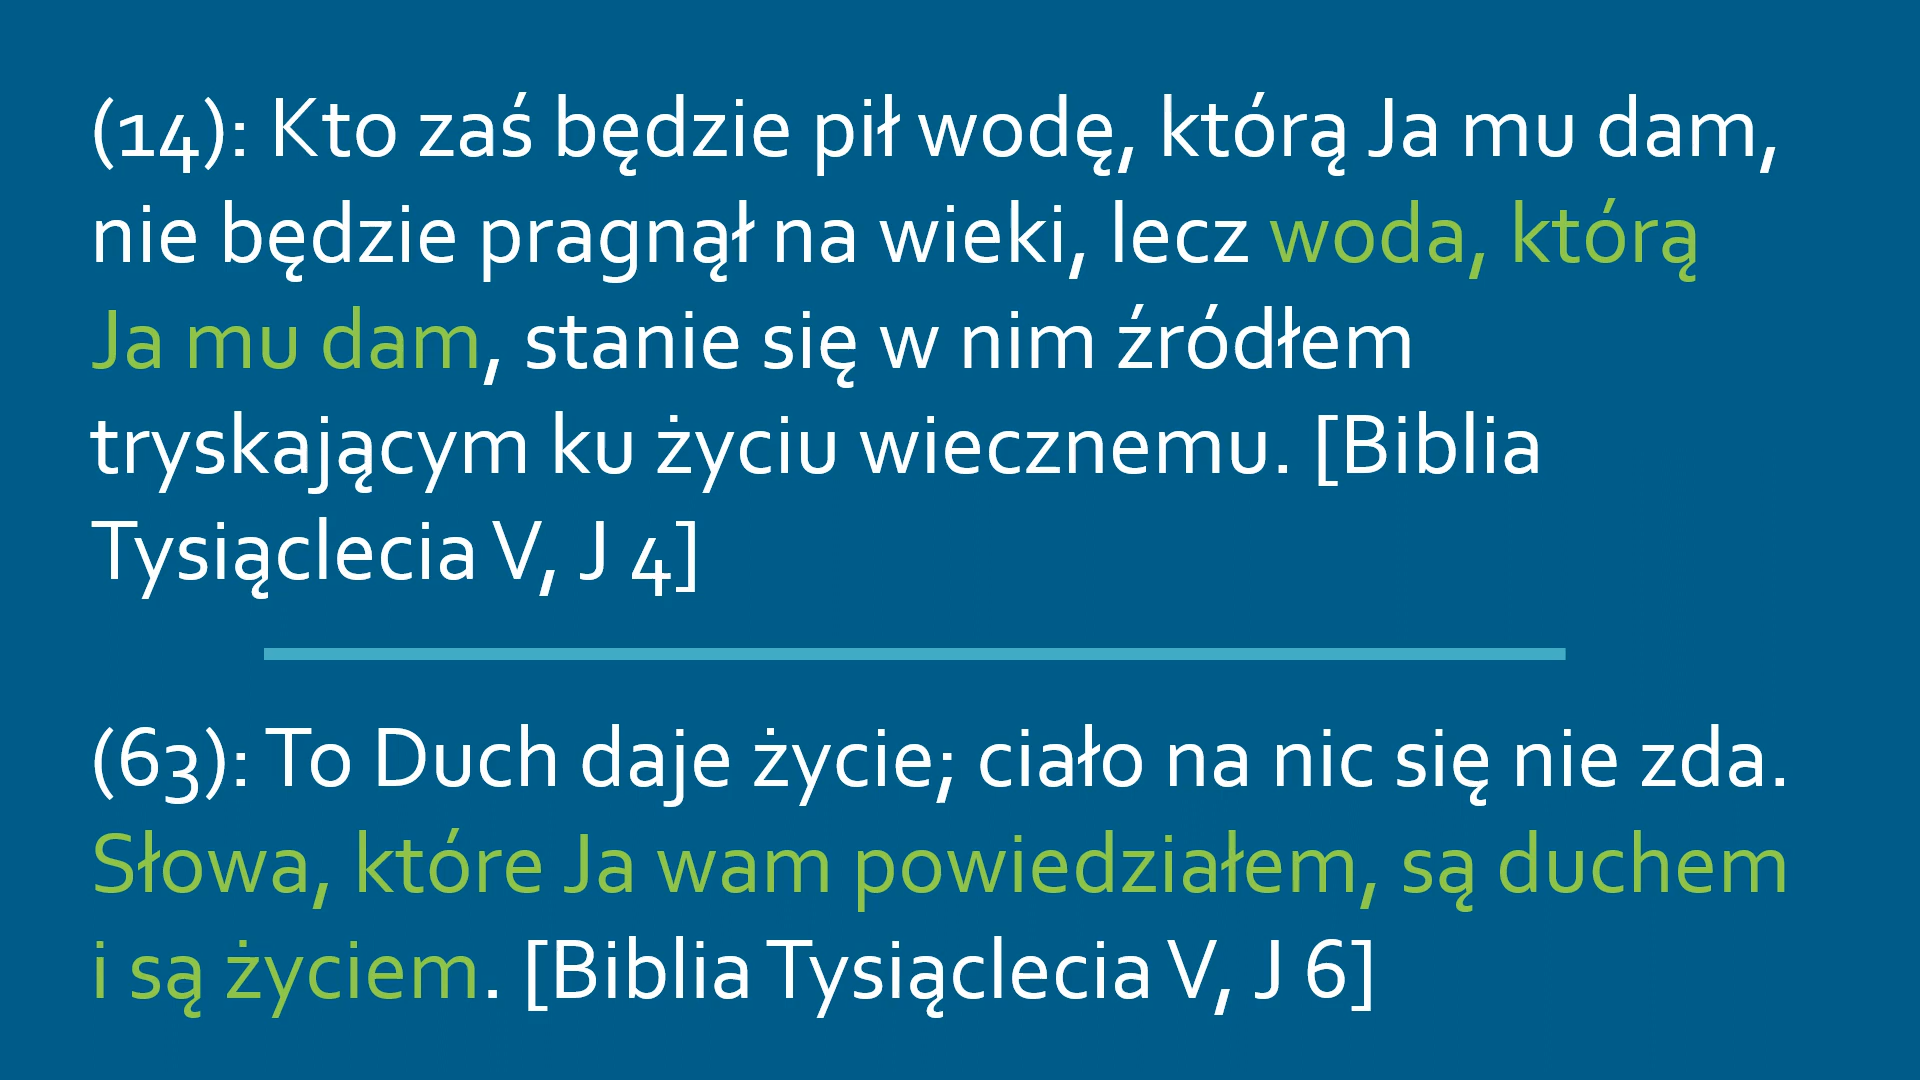 (14): Kto zaś będzie pił wodę, którą Ja mu dam,
nie będzie pragnął na wieki, lecz woda, którą
Ja mu dam, stanie się w nim źródłem
tryskającym ku życiu wiecznemu. [Biblia
Tysiąclecia V, J 4]
(63): To Duch daje życie; ciało na nic się nie zda.
Słowa, które Ja wam powiedziałem, są duchem
i są życiem. [Biblia Tysiąclecia V, J 6]